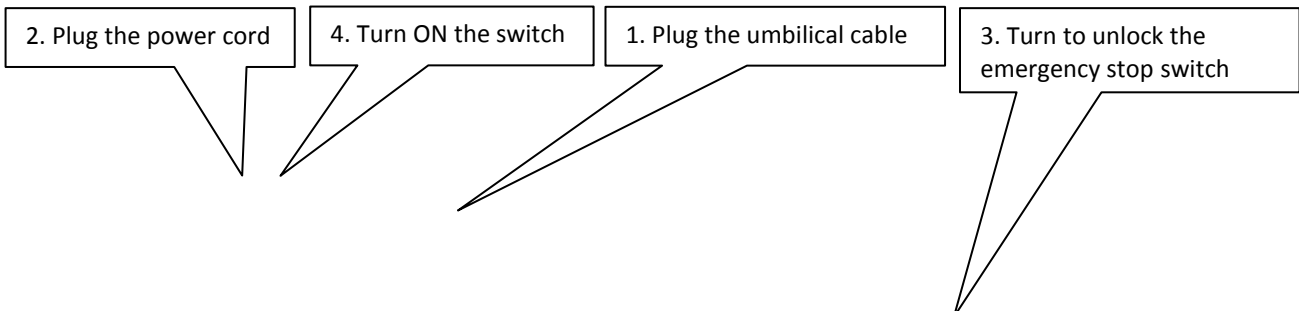 2. Plug the power cord
4. Turn ON the switch
1. Plug the umbilical cable
3. Turn to unlock the
emergency stop switch